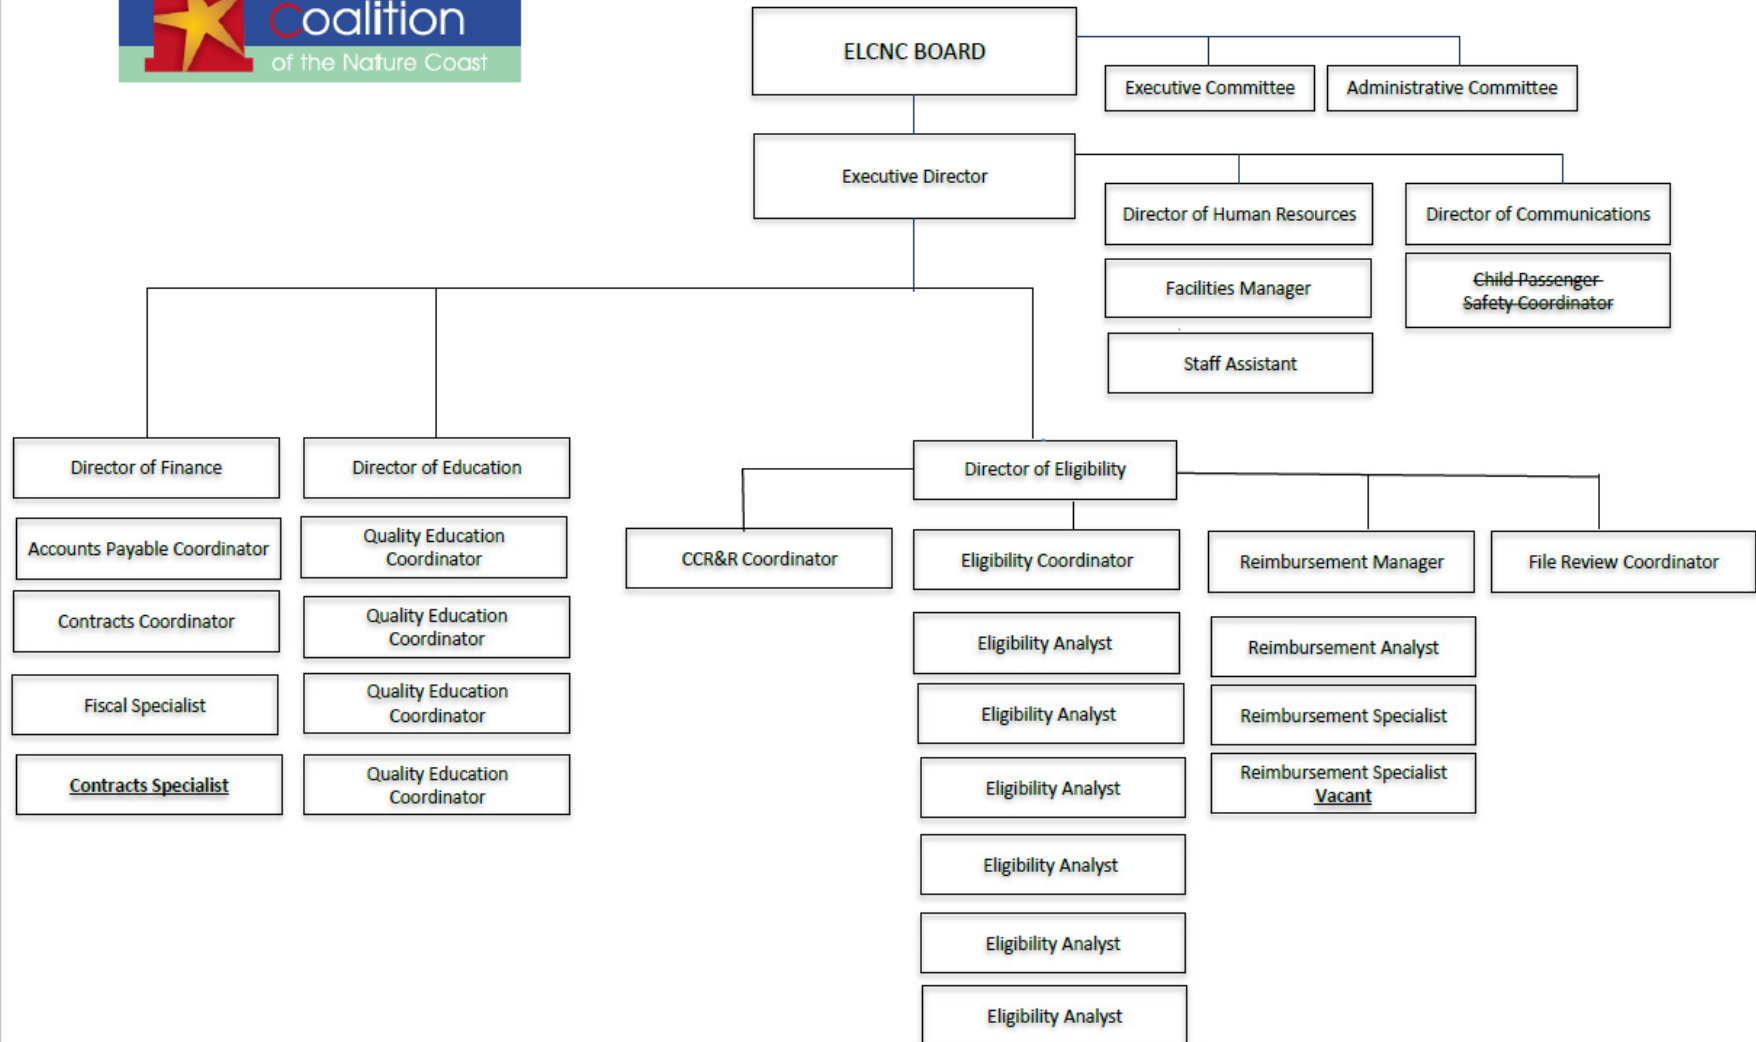 Coalition
of the Nature Coast
ELCNC BOARD
Executive Committee
Administrative Committee
Executive Director
Director of Human Resources
Director of Communications
Facilities Manager
Child Passenger
Safety Coordinator
Staff Assistant
Director of Finance
Director of Education
Director of Eligibility
Accounts Payable Coordinator
Quality Education
Coordinator
CCR&R Coordinator
Eligibility Coordinator
Reimbursement Manager
File Review Coordinator
Contracts Coordinator
Quality Education
Coordinator
Eligibility Analyst
Reimbursement Analyst
Fiscal Specialist
Quality Education
Coordinator
Eligibility Analyst
Reimbursement Specialist
Contracts Specialist
Quality Education
Coordinator
Eligibility Analyst
Reimbursement Specialist
Vacant
Eligibility Analyst
Eligibility Analyst
Eligibility Analyst